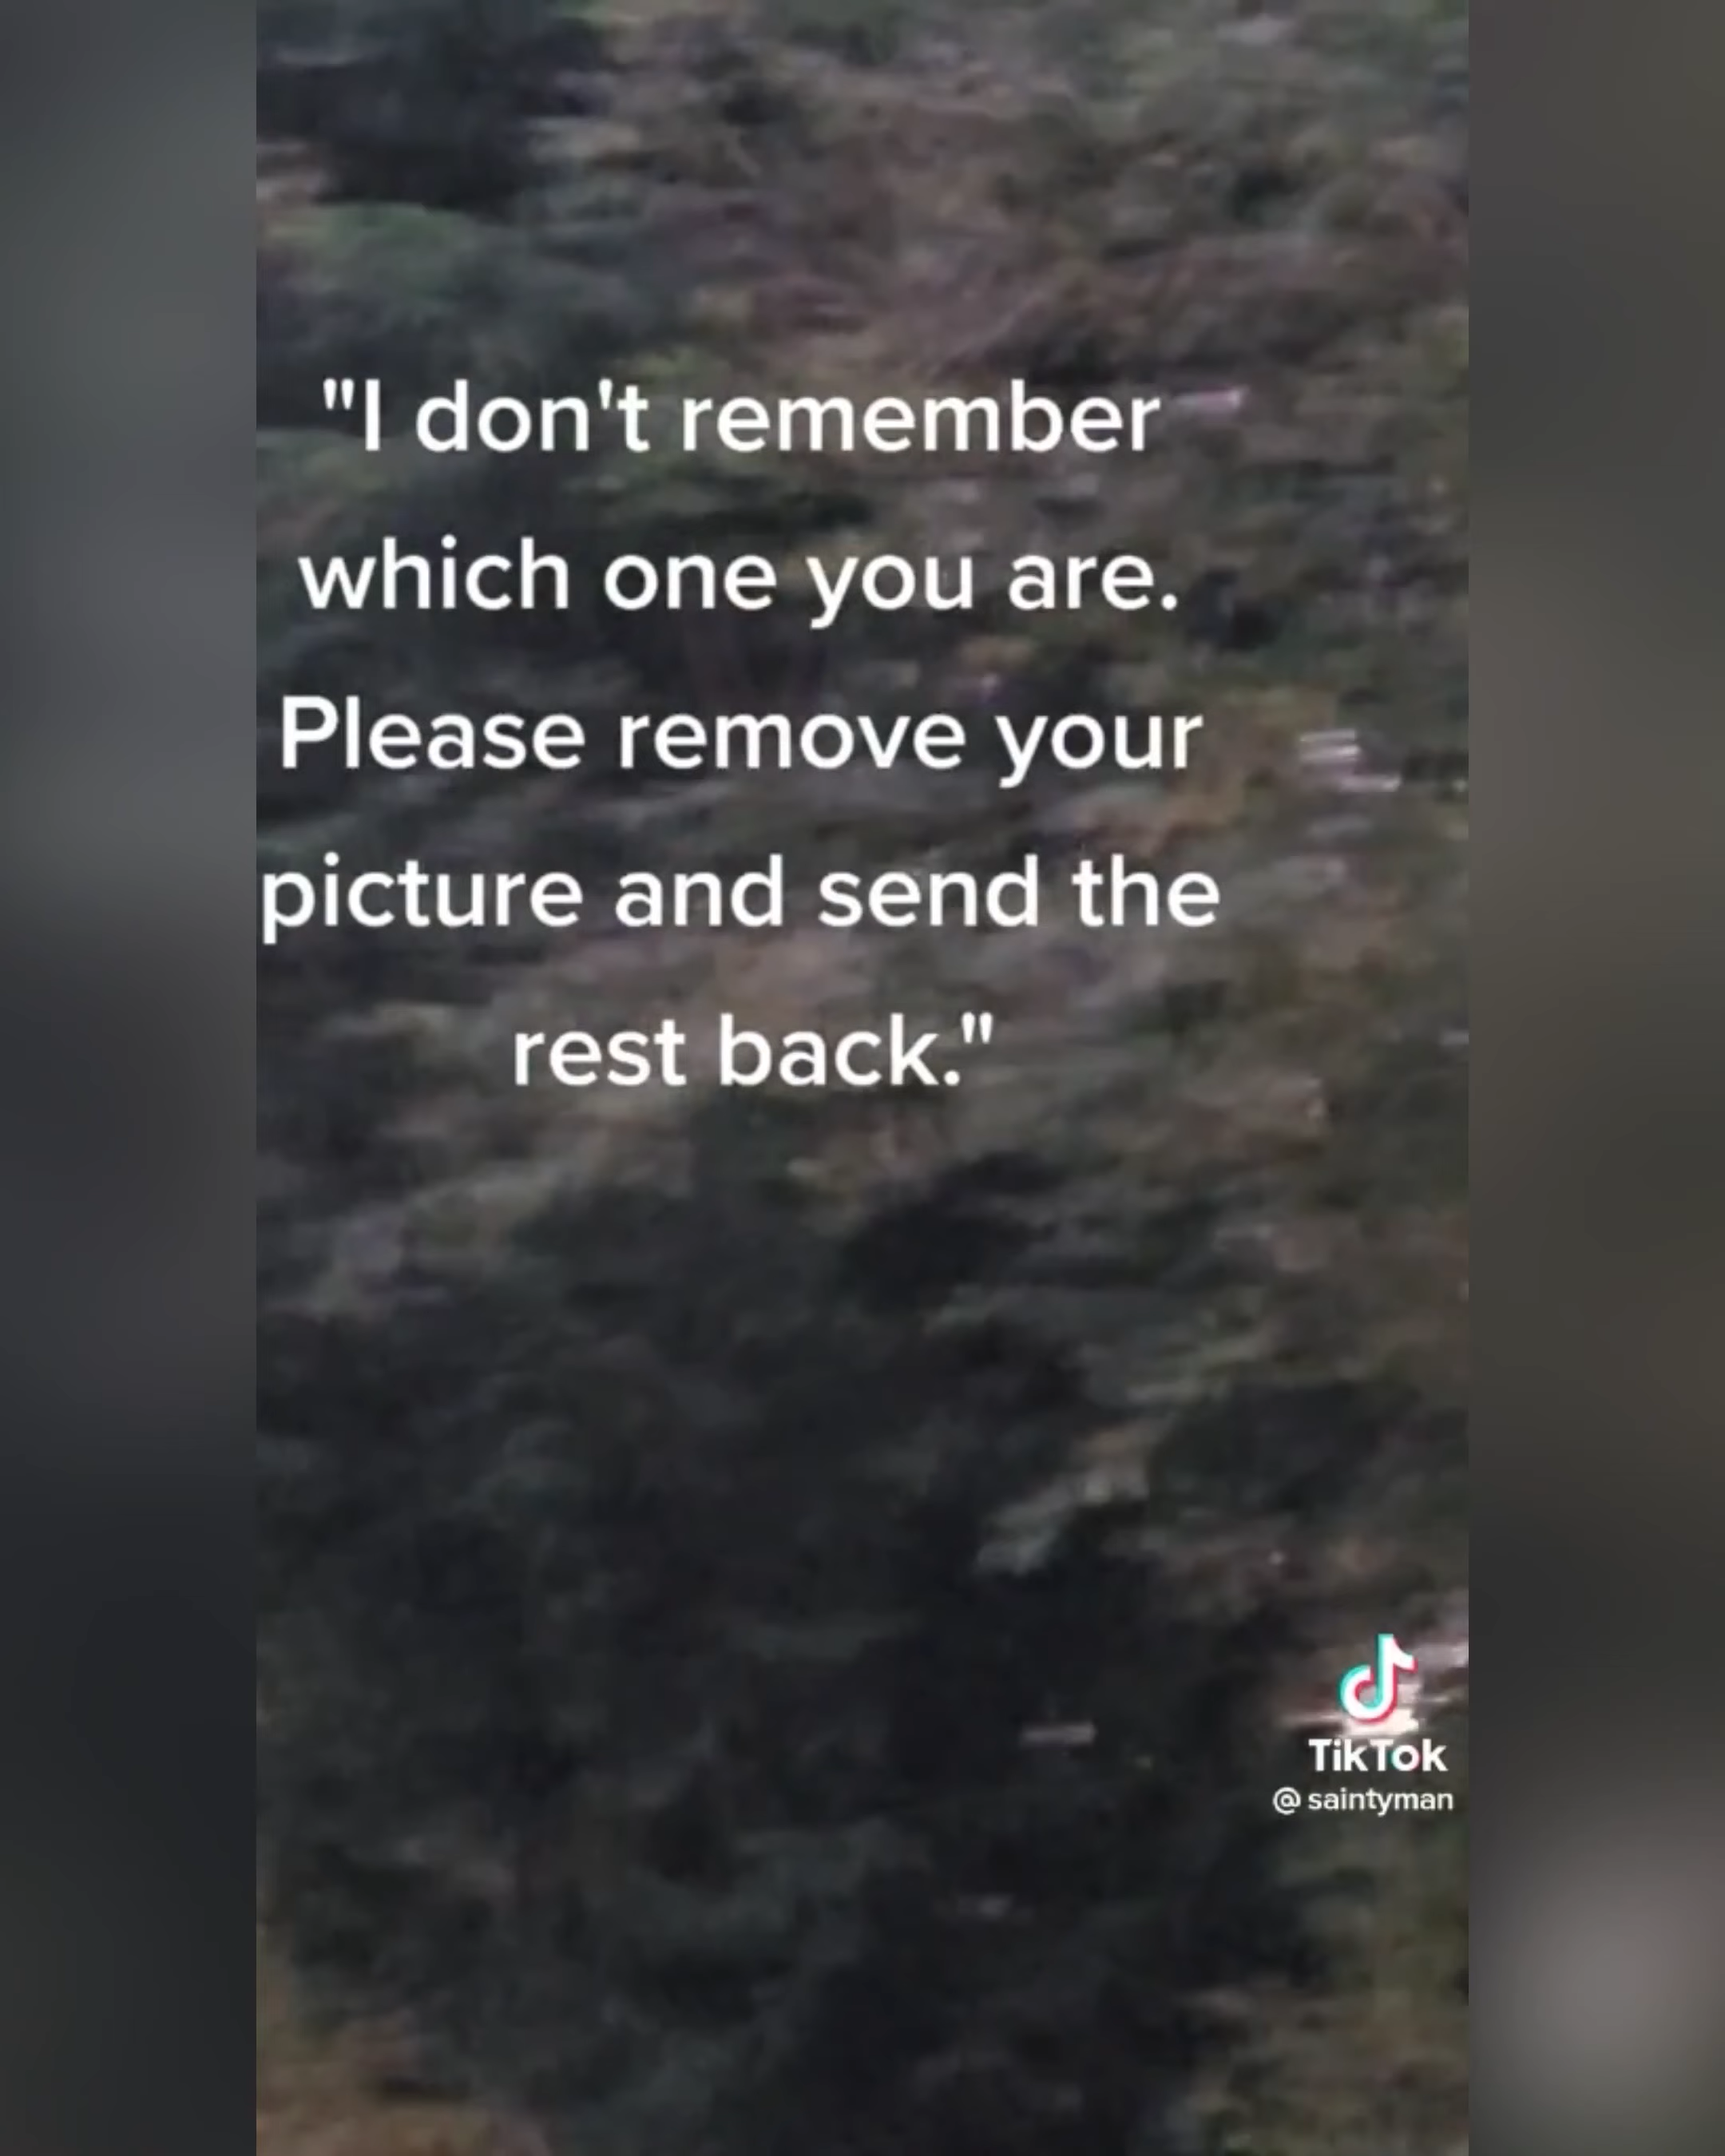 "I don't remember
which one you are.
Please remove your
picture and send the
rest back."
TikTok
@ saintyman